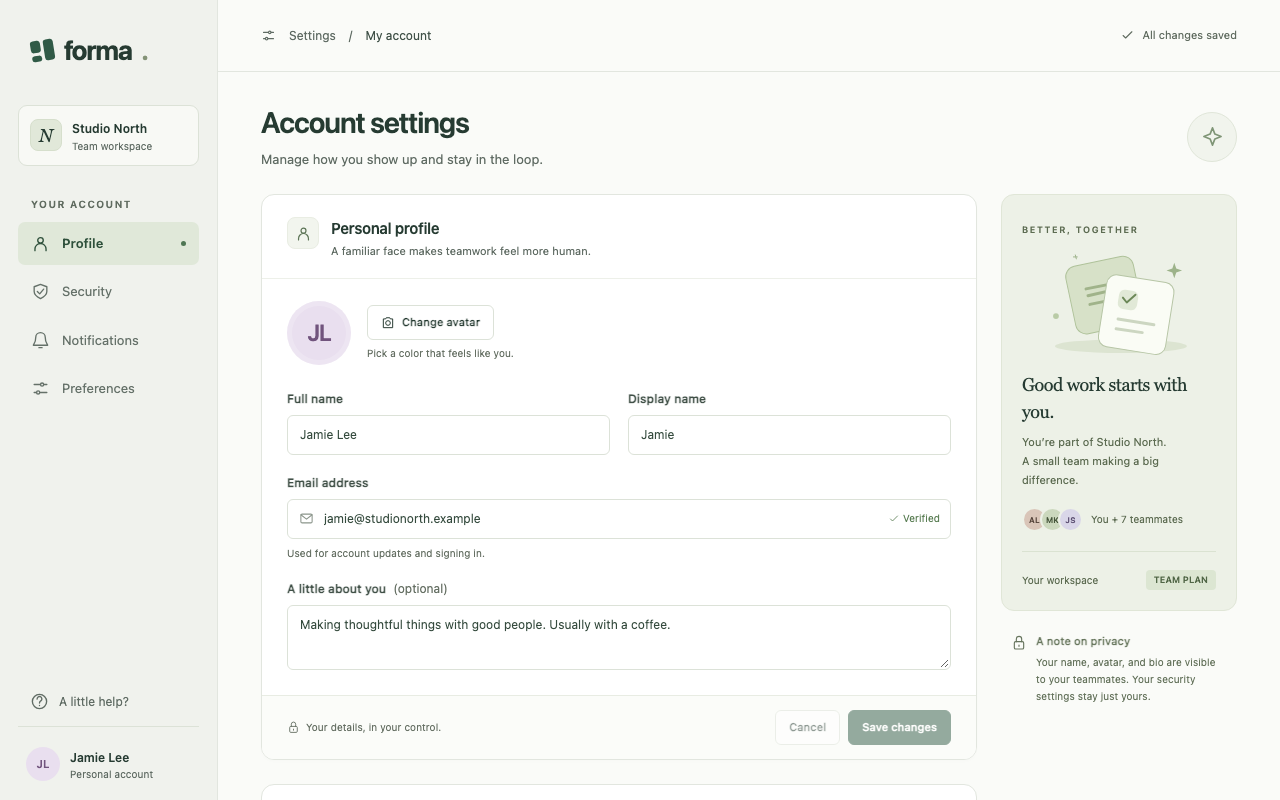 forma.
N
Studio North
Team workspace
YOUR ACCOUNT
Profile
Security
Notifications
Preferences
A little help?
JL
Jamie Lee
Personal account
Settings / My account
All changes saved
Account settings
Manage how you show up and stay in the loop.
Personal profile
A familiar face makes teamwork feel more human.
JL
Change avatar
Pick a color that feels like you.
Full name
Jamie Lee
Display name
Jamie
Email address
jamie@studionorth.example
Verified
Used for account updates and signing in.
A little about you (optional)
Making thoughtful things with good people. Usually with a coffee.
Your details, in your control.
Cancel
Save changes
BETTER, TOGETHER
Good work starts with
you.
You’re part of Studio North.
A small team making a big
difference.
AL MK JS You + 7 teammates
Your workspace
TEAM PLAN
A note on privacy
Your name, avatar, and bio are visible
to your teammates. Your security
settings stay just yours.